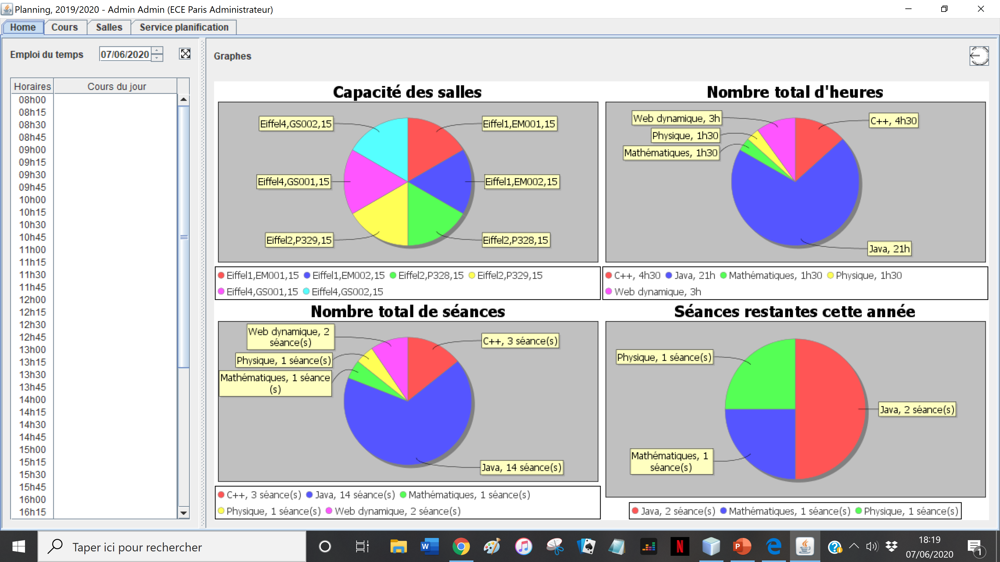 Planning, 2019/2020 - Admin Admin (ECE Paris Administrateur)
Home Cours Salles Service planification
Emploi du temps 07/06/2020
Horaires Cours du jour
08h00
08h15
08h30
08h45
09h00
09h15
09h30
09h45
10h00
10h15
10h30
10h45
11h00
11h15
11h30
11h45
12h00
12h15
12h30
12h45
13h00
13h15
13h30
13h45
14h00
14h15
14h30
14h45
15h00
15h15
15h30
15h45
16h00
16h15
Graphes
Capacité des salles
Eiffel4,GS002,15
Eiffel1,EM001,15
Eiffel4,GS001,15
Eiffel1,EM002,15
Eiffel2,P329,15
Eiffel2,P328,15
Eiffel1,EM001,15 Eiffel1,EM002,15 Eiffel2,P328,15 Eiffel2,P329,15
Eiffel4,GS001,15 Eiffel4,GS002,15
Nombre total d'heures
Web dynamique, 3h
C++, 4h30
Physique, 1h30
Mathématiques, 1h30
Java, 21h
C++, 4h30 Java, 21h Mathématiques, 1h30 Physique, 1h30
Web dynamique, 3h
Nombre total de séances
Web dynamique, 2
séance(s)
C++, 3 séance(s)
Physique, 1 séance(s)
Mathématiques, 1 séance
(s)
Java, 14 séance(s)
C++, 3 séance(s) Java, 14 séance(s) Mathématiques, 1 séance(s)
Physique, 1 séance(s) Web dynamique, 2 séance(s)
Séances restantes cette année
Physique, 1 séance(s)
Java, 2 séance(s)
Mathématiques, 1
séance(s)
Java, 2 séance(s) Mathématiques, 1 séance(s) Physique, 1 séance(s)
Taper ici pour rechercher
W
N
P
18:19
07/06/2020
1